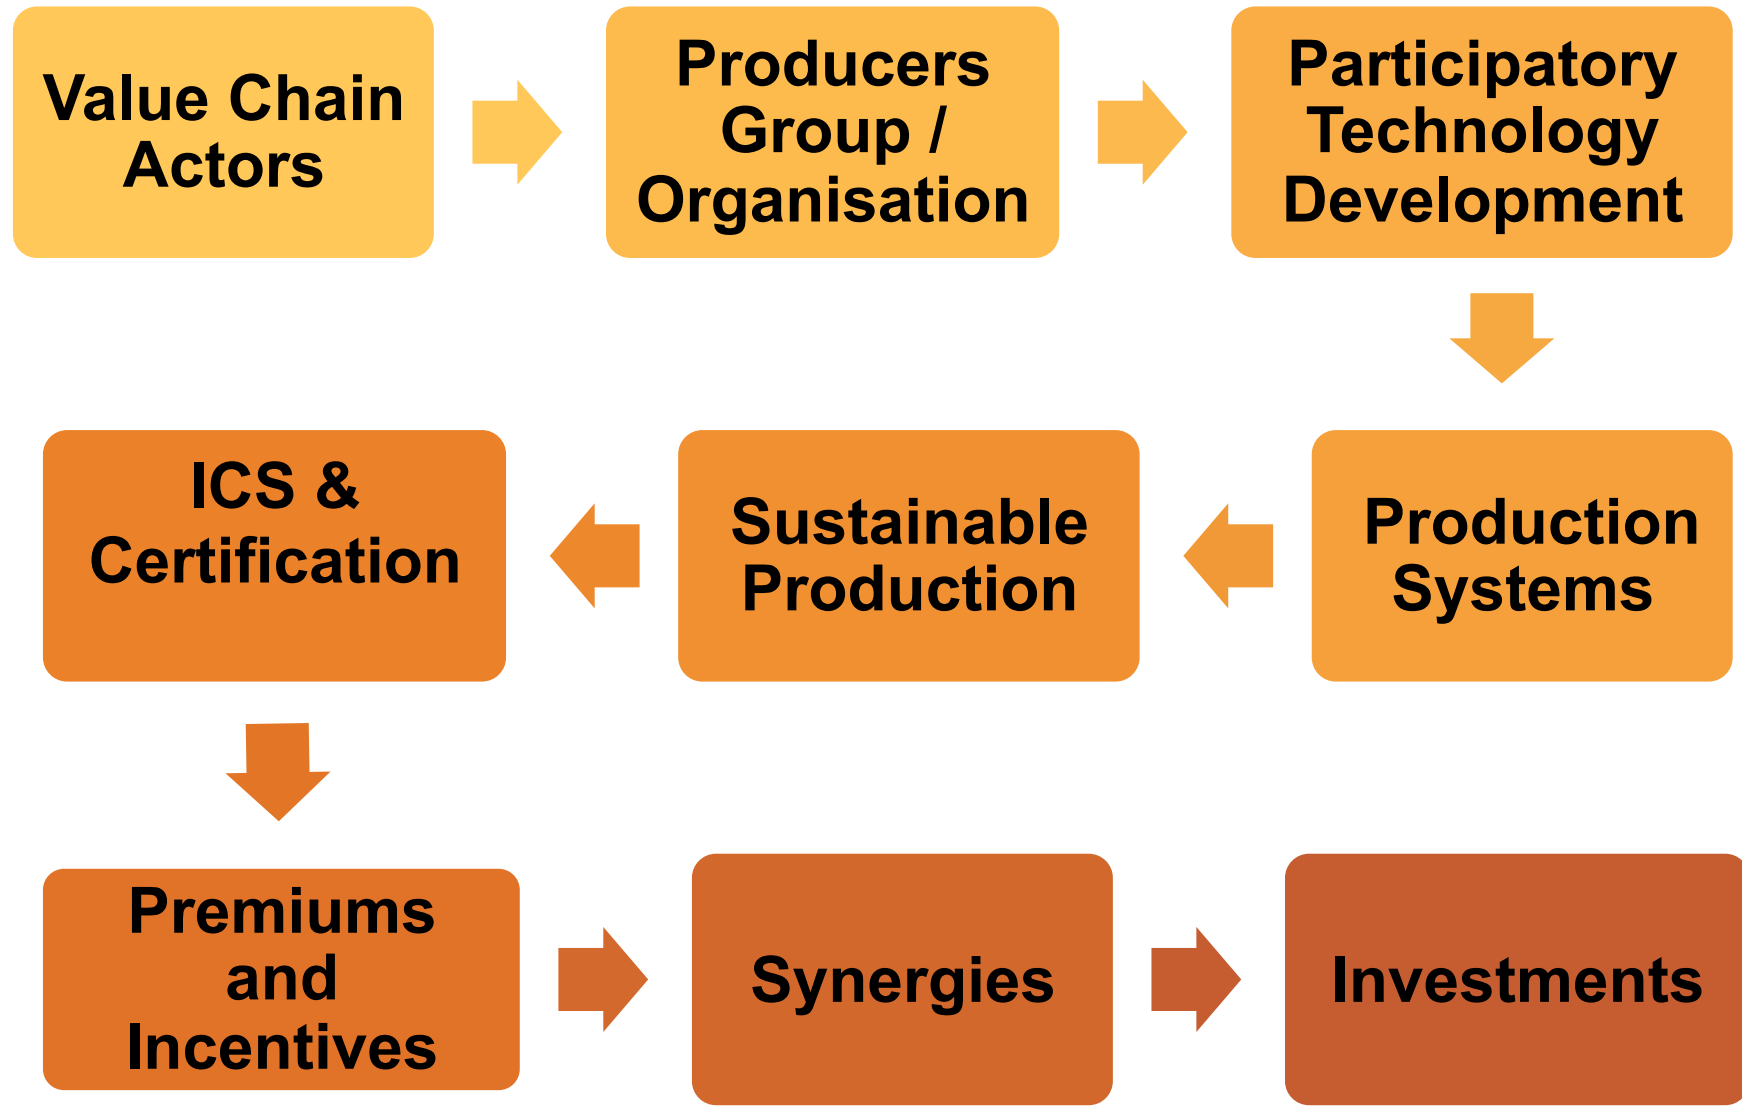 Value Chain
Actors
Producers
Group /
Organisation
Participatory
Technology
Development
Production
Systems
Sustainable
Production
ICS &
Certification
Premiums
and
Incentives
Synergies
Investments